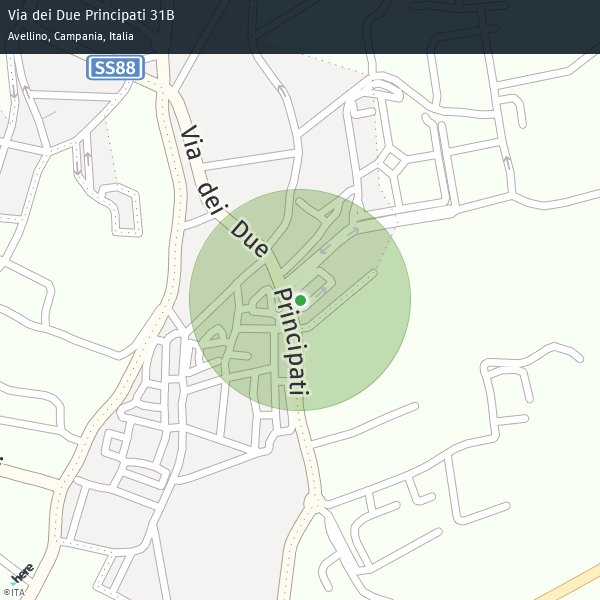 Via dei Due Principati 31B
Avellino, Campania, Italia
SS88
Via dei Due Principati
i
here
©ITA